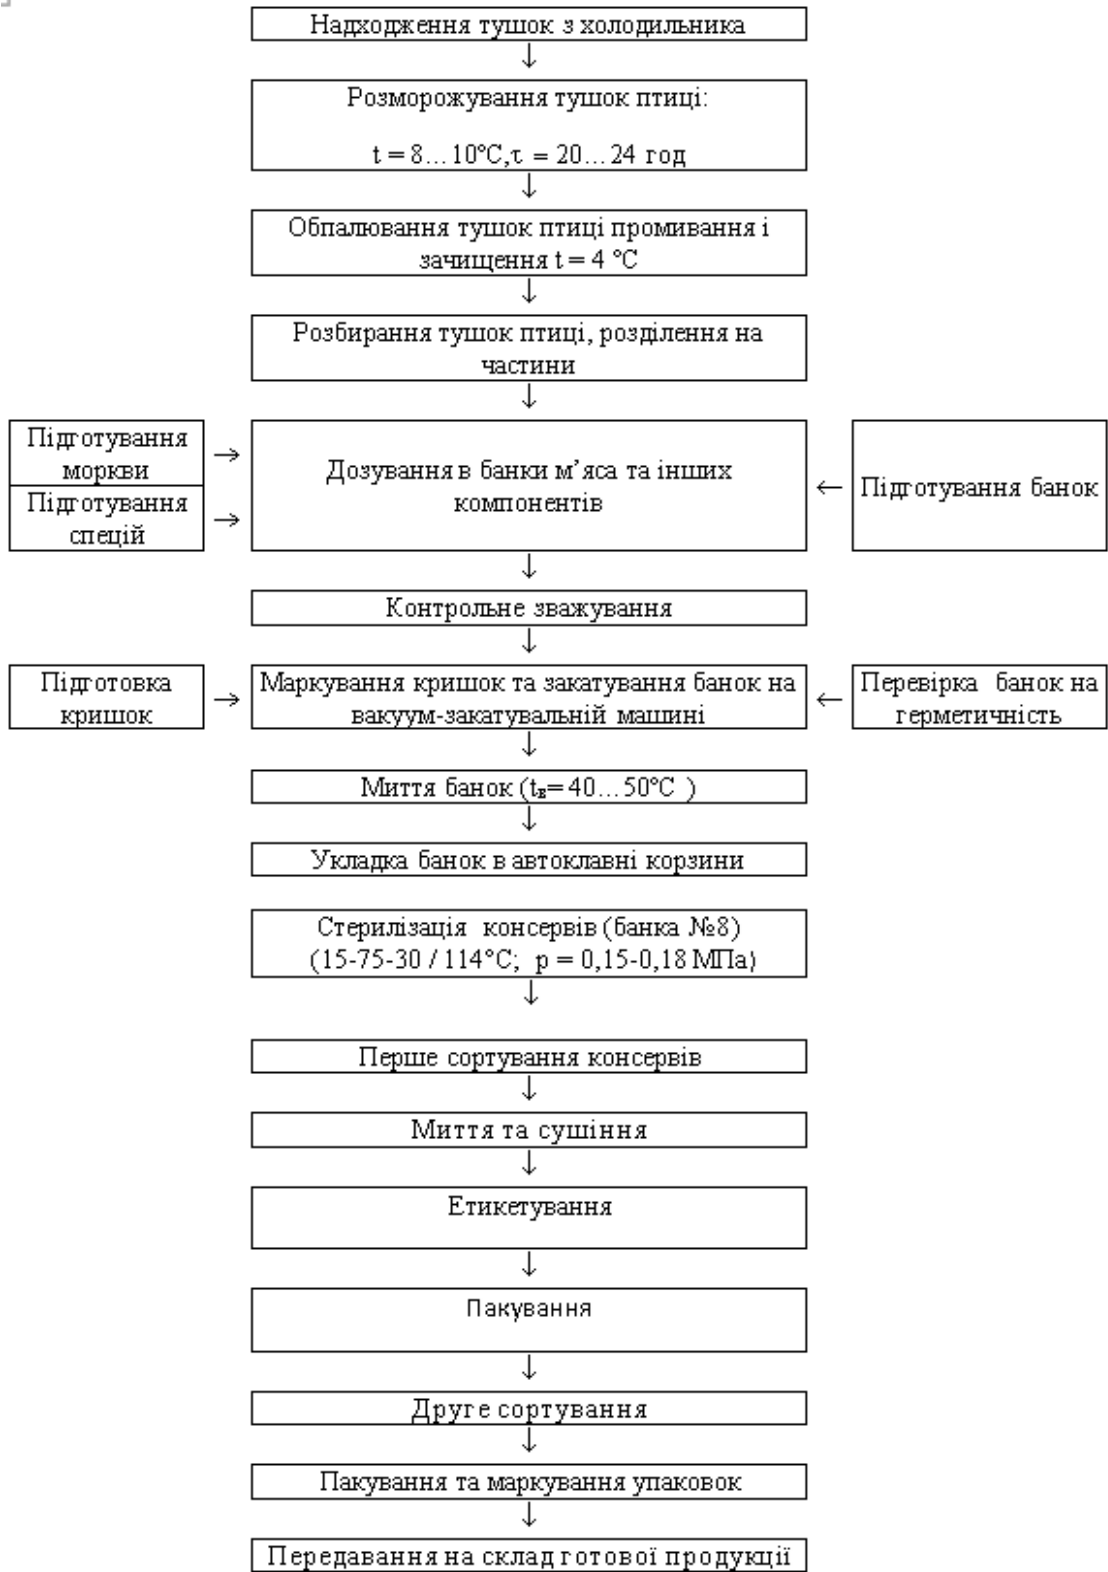 Надходження тушок з холодильника
↓
Розморожування тушок птиці:
t = 8...10°C,τ = 20...24 год
↓
Обпалювання тушок птиці промивання і
зачищення t = 4 °C
↓
Розбирання тушок птиці, розділення на
частини
↓
Підготування
моркви
→
Підготування
спецій
→
Дозування в банки м’яса та інших
компонентів
←
Підготування банок
↓
Контрольне зважування
↓
Підготовка
кришок
→
Маркування кришок та закатування банок на
вакуум-закатувальній машині
←
Перевірка банок на
герметичність
↓
Миття банок (tв= 40...50°C )
↓
Укладка банок в автоклавні корзини
Стерилізація консервів (банка №8)
(15-75-30 / 114°C; р = 0,15-0,18 МПа)
↓
Перше сортування консервів
↓
Миття та сушіння
↓
Етикетування
↓
Пакування
↓
Друге сортування
↓
Пакування та маркування упаковок
↓
Передавання на склад готової продукції